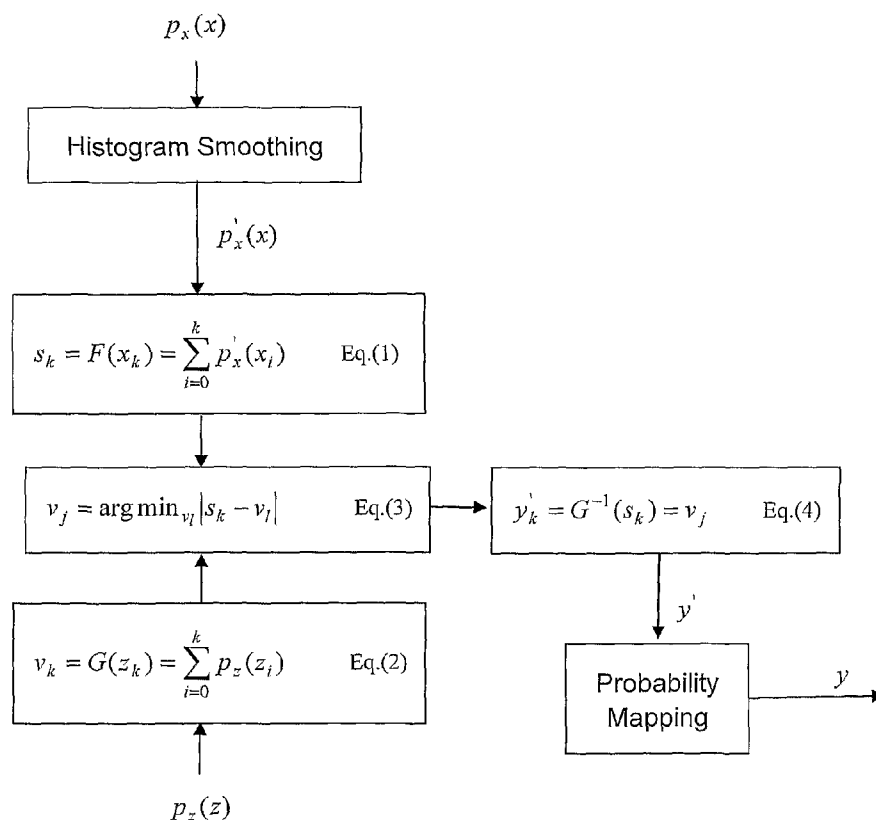 p_x(x)
Histogram Smoothing
p'_x(x)
s_k = F(x_k) = \sum_{i=0}^{k} p'_x(x_i) Eq.(1)
v_j = arg min_{v_l} |s_k − v_l| Eq.(3)
y'_k = G^{-1}(s_k) = v_j Eq.(4)
y'
v_k = G(z_k) = \sum_{i=0}^{k} p_z(z_i) Eq.(2)
Probability
Mapping
y
p_z(z)